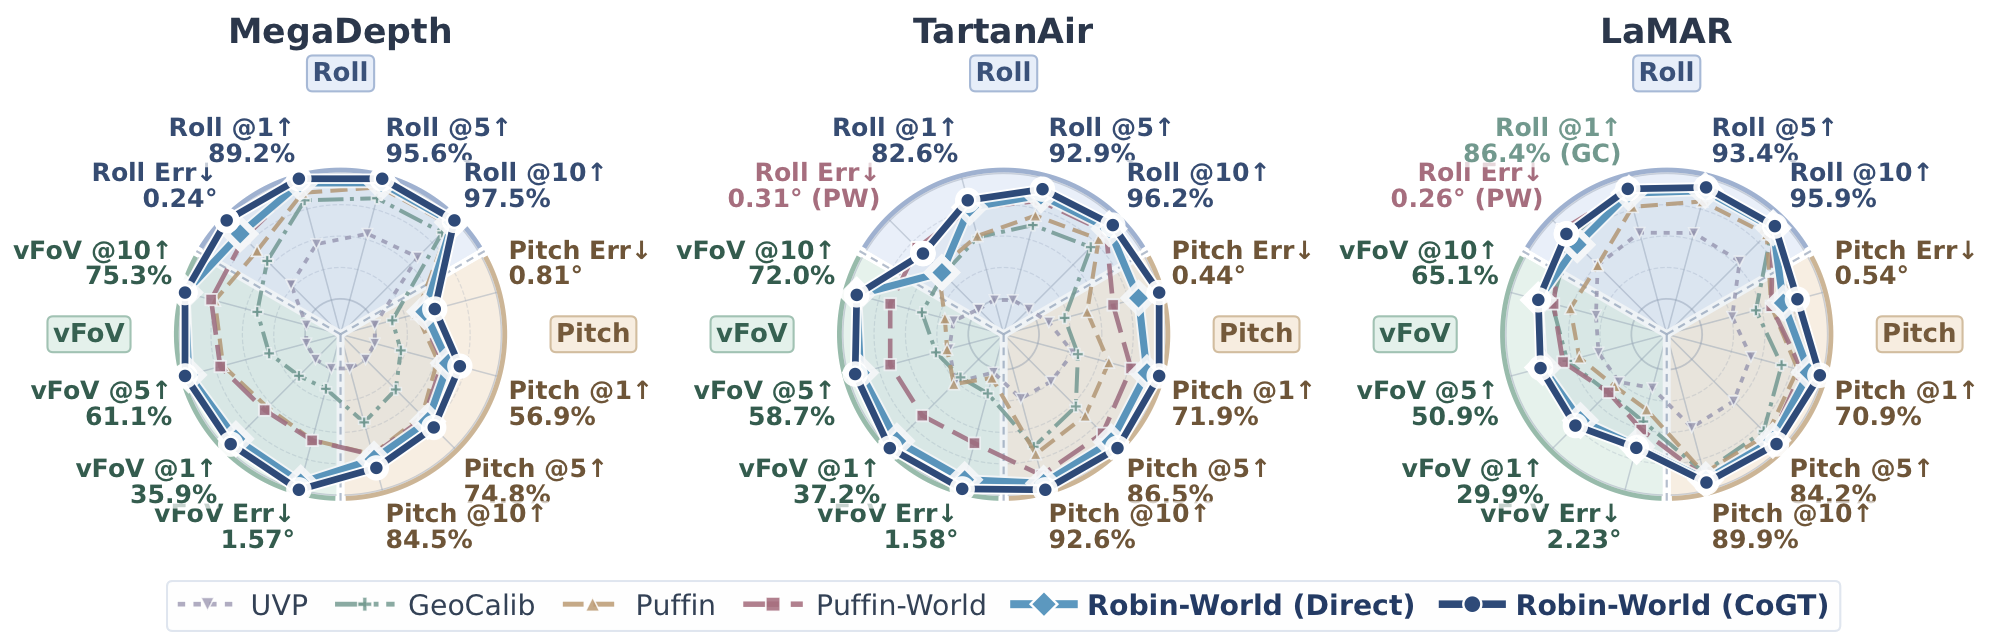 MegaDepth
Roll
Roll @1↑
89.2%
Roll @5↑
95.6%
Roll Err↓
0.24°
Roll @10↑
97.5%
vFoV @10↑
75.3%
Pitch Err↓
0.81°
vFoV
Pitch
vFoV @5↑
61.1%
Pitch @1↑
56.9%
vFoV @1↑
35.9%
Pitch @5↑
74.8%
vFoV Err↓
1.57°
Pitch @10↑
84.5%
TartanAir
Roll
Roll @1↑
82.6%
Roll @5↑
92.9%
Roll Err↓
0.31° (PW)
Roll @10↑
96.2%
vFoV @10↑
72.0%
Pitch Err↓
0.44°
vFoV
Pitch
vFoV @5↑
58.7%
Pitch @1↑
71.9%
vFoV @1↑
37.2%
Pitch @5↑
86.5%
vFoV Err↓
1.58°
Pitch @10↑
92.6%
LaMAR
Roll
Roll @1↑
86.4% (GC)
Roll @5↑
93.4%
Roll Err↓
0.26° (PW)
Roll @10↑
95.9%
vFoV @10↑
65.1%
Pitch Err↓
0.54°
vFoV
Pitch
vFoV @5↑
50.9%
Pitch @1↑
70.9%
vFoV @1↑
29.9%
Pitch @5↑
84.2%
vFoV Err↓
2.23°
Pitch @10↑
89.9%
UVP GeoCalib Puffin Puffin-World Robin-World (Direct) Robin-World (CoGT)